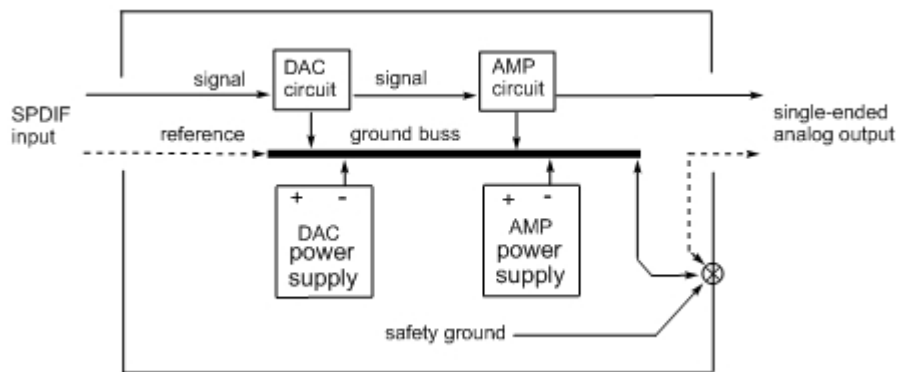 DAC
circuit
AMP
circuit
signal
signal
SPDIF
input
single-ended
analog output
reference
ground buss
+ -
DAC
power
supply
+ -
AMP
power
supply
safety ground